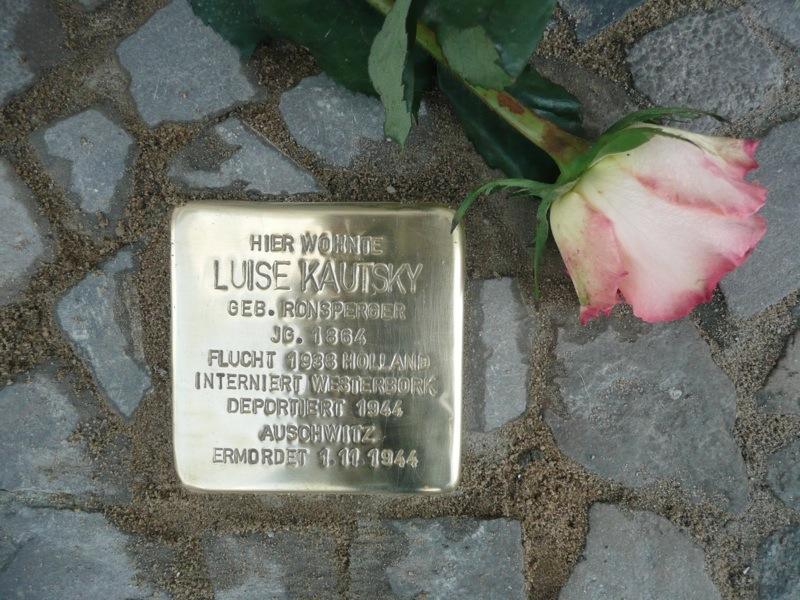 HIER WOHNTE
LUISE KAUTSKY
GEB. RONSPERGER
JG. 1864
FLUCHT 1938 HOLLAND
INTERNIERT WESTERBORK
DEPORTIERT 1944
AUSCHWITZ
ERMORDET 1.11.1944